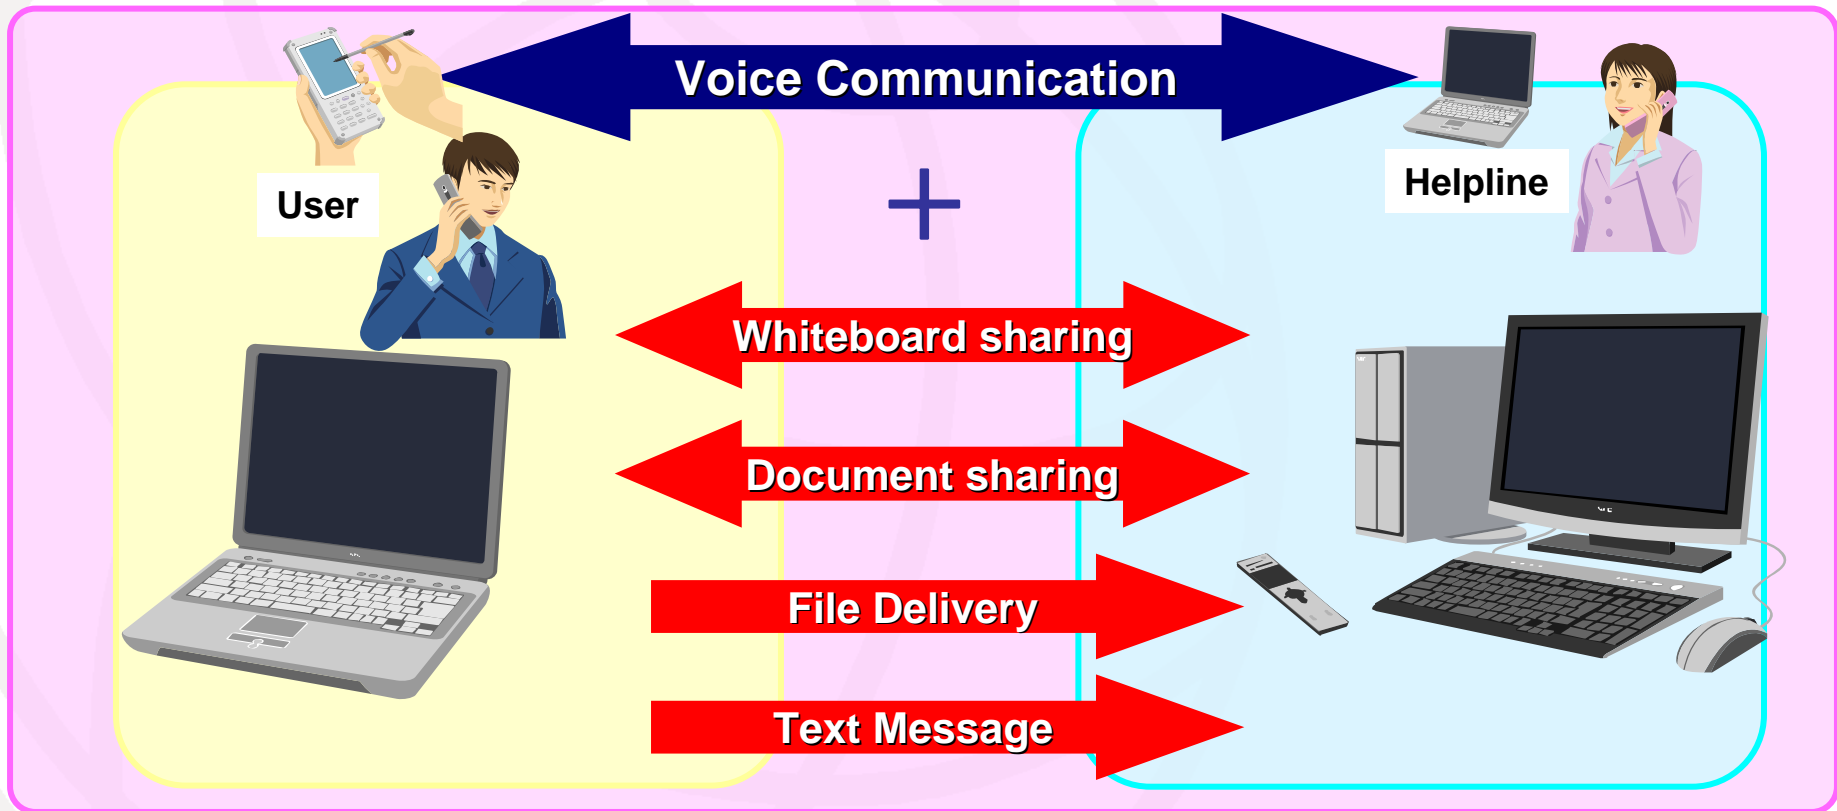 Voice Communication
User
Helpline
+
Whiteboard sharing
Document sharing
File Delivery
Text Message